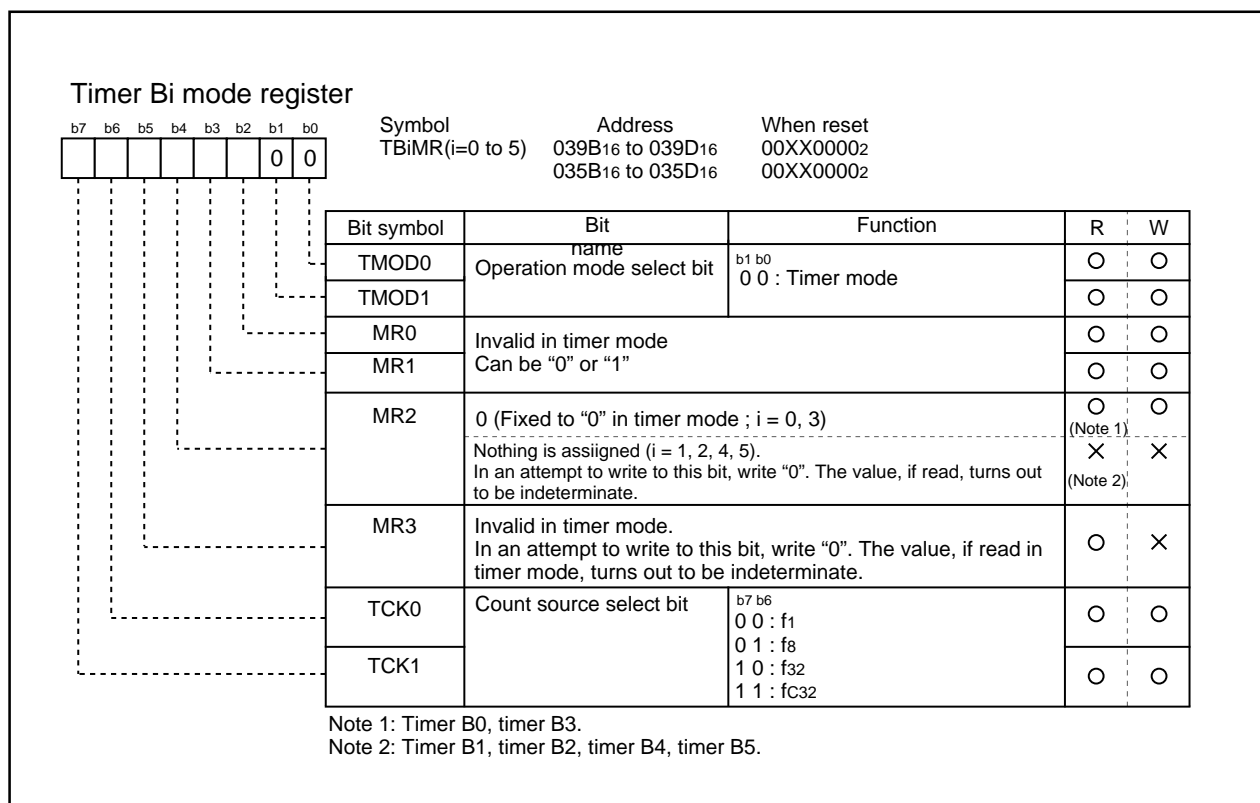 Timer Bi mode register
b7 b6 b5 b4 b3 b2 b1 b0
0 0
Symbol Address When reset
TBiMR(i=0 to 5) 039B16 to 039D16 00XX00002
035B16 to 035D16 00XX00002
Bit symbol Bit name Function R W
TMOD0 Operation mode select bit b1 b0
0 0 : Timer mode
TMOD1
MR0 Invalid in timer mode
MR1 Can be “0” or “1”
MR2 0 (Fixed to “0” in timer mode ; i = 0, 3)
(Note 1)
Nothing is assiigned (i = 1, 2, 4, 5).
In an attempt to write to this bit, write “0”. The value, if read, turns out
to be indeterminate.
(Note 2)
MR3 Invalid in timer mode.
In an attempt to write to this bit, write “0”. The value, if read in
timer mode, turns out to be indeterminate.
TCK0 Count source select bit b7 b6
0 0 : f1
0 1 : f8
TCK1 1 0 : f32
1 1 : fC32
Note 1: Timer B0, timer B3.
Note 2: Timer B1, timer B2, timer B4, timer B5.